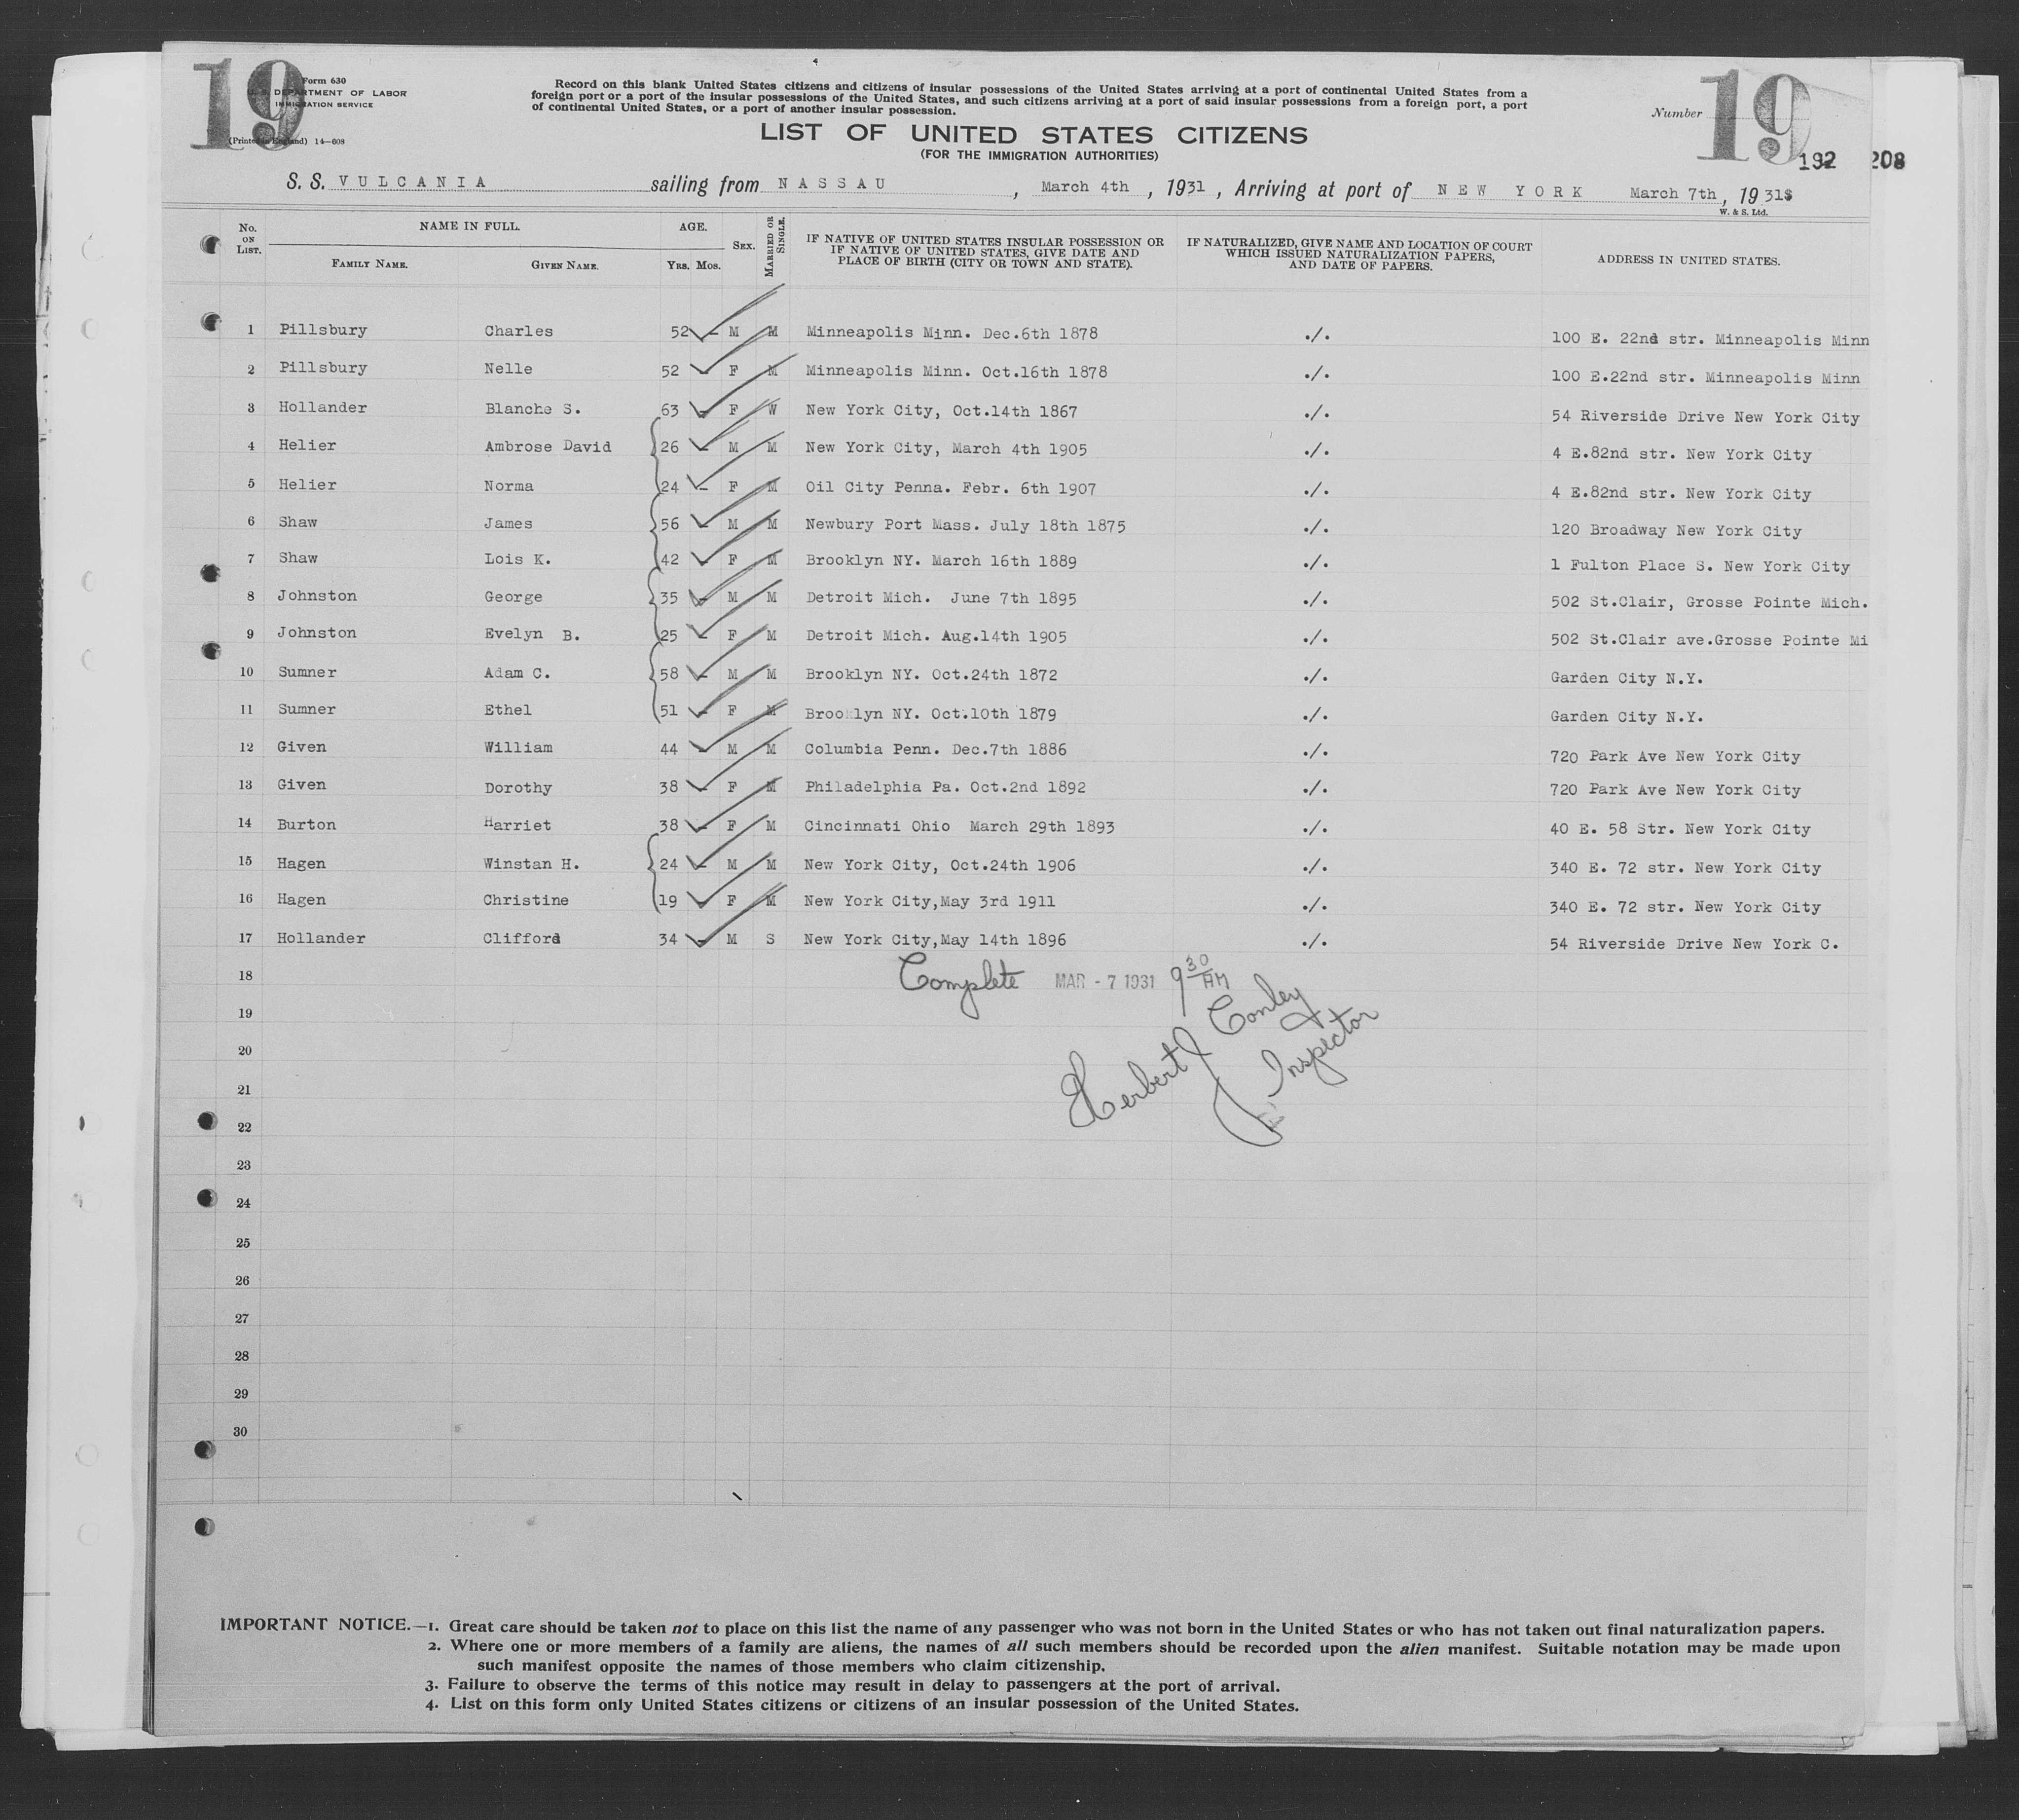 19
Form 630
U. S. DEPARTMENT OF LABOR
IMMIGRATION SERVICE
(Printed in England) 14—608
Record on this blank United States citizens and citizens of insular possessions of the United States arriving at a port of continental United States from a
foreign port or a port of the insular possessions of the United States, and such citizens arriving at a port of said insular possessions from a foreign port, a port
of continental United States, or a port of another insular possession.
Number 19
192 208
LIST OF UNITED STATES CITIZENS
(FOR THE IMMIGRATION AUTHORITIES)
S. S. VULCANIA sailing from NASSAU, March 4th, 1931, Arriving at port of NEW YORK March 7th, 1931s
W. & S. Ltd.
No. ON LIST. NAME IN FULL. FAMILY NAME. GIVEN NAME. AGE. YRS. MOS. SEX. MARRIED OR SINGLE. IF NATIVE OF UNITED STATES INSULAR POSSESSION OR IF NATIVE OF UNITED STATES, GIVE DATE AND PLACE OF BIRTH (CITY OR TOWN AND STATE). IF NATURALIZED, GIVE NAME AND LOCATION OF COURT WHICH ISSUED NATURALIZATION PAPERS, AND DATE OF PAPERS. ADDRESS IN UNITED STATES.
1 Pillsbury Charles 52 - M M Minneapolis Minn. Dec.6th 1878 ./. 100 E. 22nd str. Minneapolis Minn
2 Pillsbury Nelle 52 - F M Minneapolis Minn. Oct.16th 1878 ./. 100 E.22nd str. Minneapolis Minn
3 Hollander Blanche S. 63 - F W New York City, Oct.14th 1867 ./. 54 Riverside Drive New York City
4 Helier Ambrose David 26 - M M New York City, March 4th 1905 ./. 4 E.82nd str. New York City
5 Helier Norma 24 - F M Oil City Penna. Febr. 6th 1907 ./. 4 E.82nd str. New York City
6 Shaw James 56 - M M Newbury Port Mass. July 18th 1875 ./. 120 Broadway New York City
7 Shaw Lois K. 42 - F M Brooklyn NY. March 16th 1889 ./. 1 Fulton Place S. New York City
8 Johnston George 35 - M M Detroit Mich. June 7th 1895 ./. 502 St.Clair, Grosse Pointe Mich.
9 Johnston Evelyn B. 25 - F M Detroit Mich. Aug.14th 1905 ./. 502 St.Clair ave.Grosse Pointe Mi
10 Sumner Adam C. 58 - M M Brooklyn NY. Oct.24th 1872 ./. Garden City N.Y.
11 Sumner Ethel 51 - F M Brooklyn NY. Oct.10th 1879 ./. Garden City N.Y.
12 Given William 44 - M M Columbia Penn. Dec.7th 1886 ./. 720 Park Ave New York City
13 Given Dorothy 38 - F M Philadelphia Pa. Oct.2nd 1892 ./. 720 Park Ave New York City
14 Burton Harriet 38 - F M Cincinnati Ohio March 29th 1893 ./. 40 E. 58 Str. New York City
15 Hagen Winstan H. 24 - M M New York City, Oct.24th 1906 ./. 340 E. 72 str. New York City
16 Hagen Christine 19 - F M New York City,May 3rd 1911 ./. 340 E. 72 str. New York City
17 Hollander Clifford 34 - M S New York City,May 14th 1896 ./. 54 Riverside Drive New York C.
18 Complete MAR - 7 1931 9 30 AM
19
Herbert J Conley
Inspector
20
21
22
23
24
25
26
27
28
29
30
IMPORTANT NOTICE.—1. Great care should be taken not to place on this list the name of any passenger who was not born in the United States or who has not taken out final naturalization papers.
2. Where one or more members of a family are aliens, the names of all such members should be recorded upon the alien manifest. Suitable notation may be made upon
such manifest opposite the names of those members who claim citizenship.
3. Failure to observe the terms of this notice may result in delay to passengers at the port of arrival.
4. List on this form only United States citizens or citizens of an insular possession of the United States.